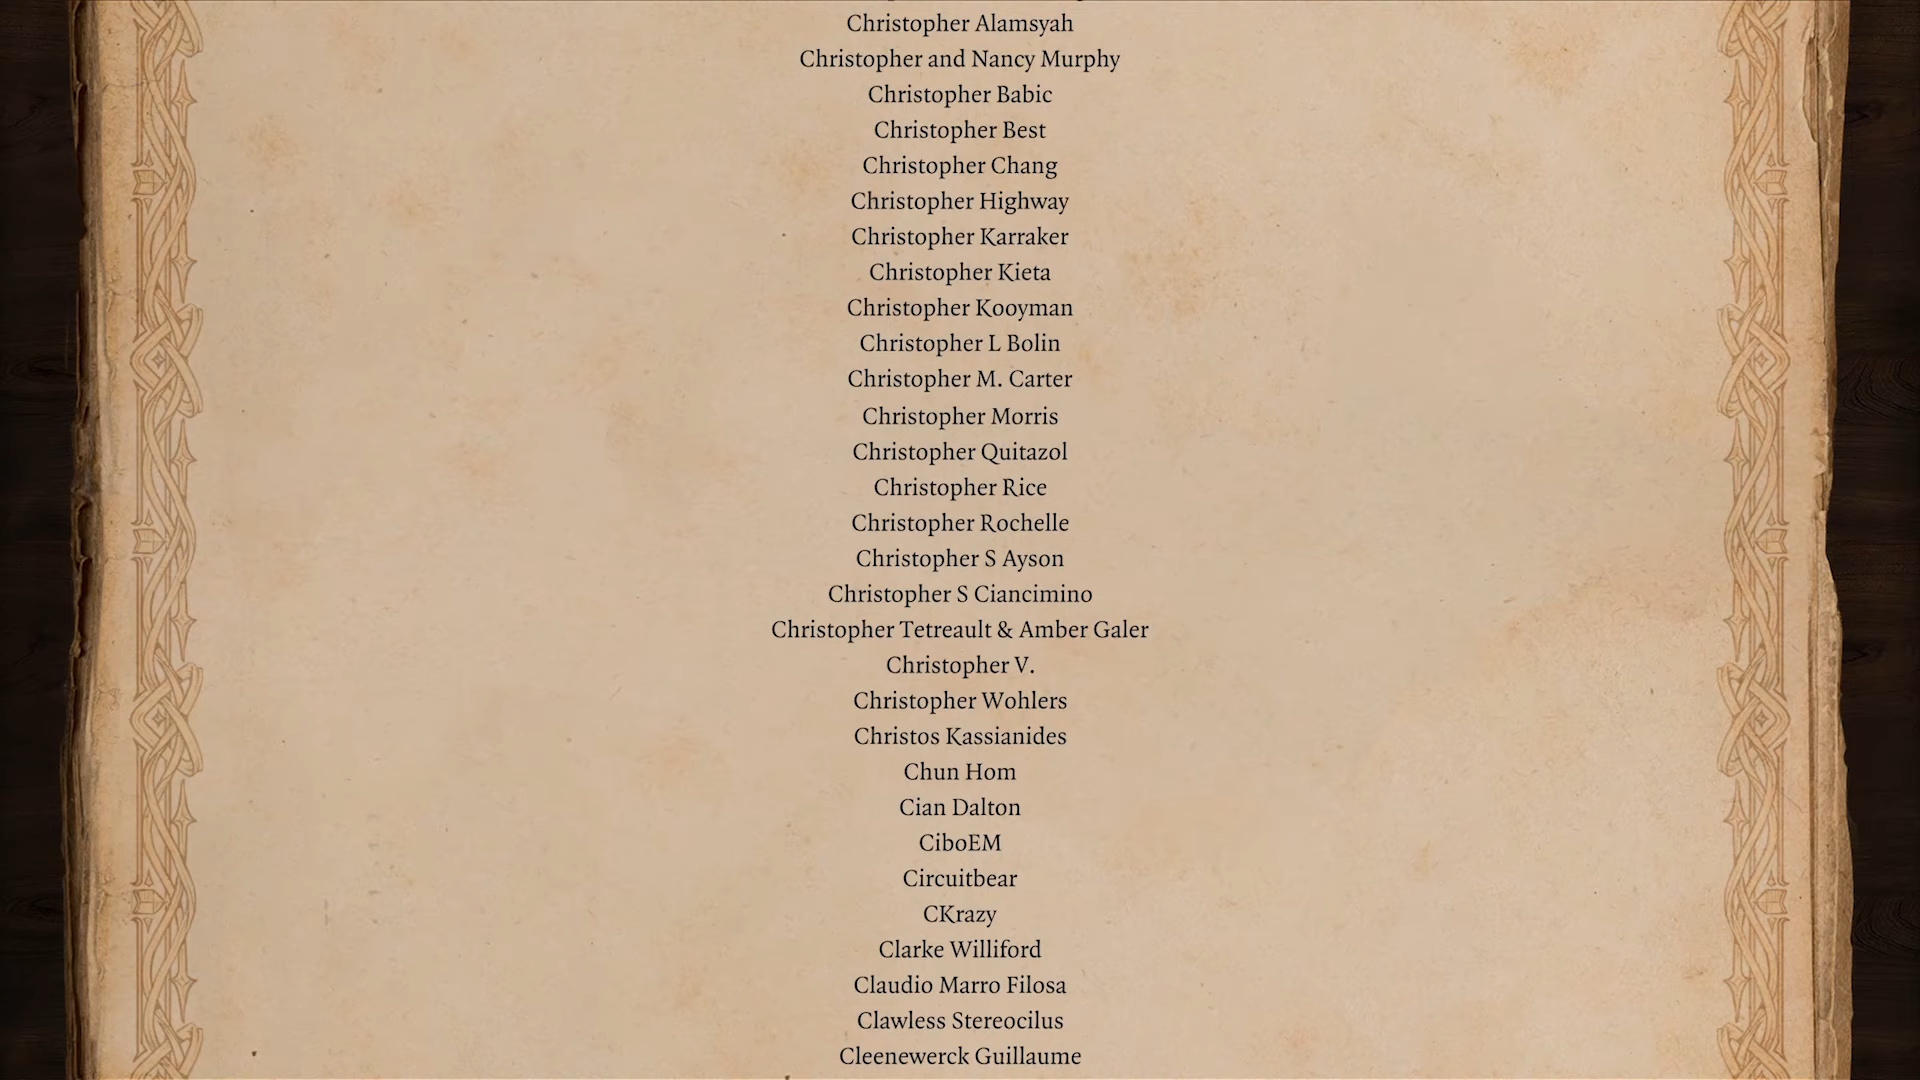 Christopher Alamsyah
Christopher and Nancy Murphy
Christopher Babic
Christopher Best
Christopher Chang
Christopher Highway
Christopher Karraker
Christopher Kieta
Christopher Kooyman
Christopher L Bolin
Christopher M. Carter
Christopher Morris
Christopher Quitazol
Christopher Rice
Christopher Rochelle
Christopher S Ayson
Christopher S Ciancimino
Christopher Tetreault & Amber Galer
Christopher V.
Christopher Wohlers
Christos Kassianides
Chun Hom
Cian Dalton
CiboEM
Circuitbear
CKrazy
Clarke Williford
Claudio Marro Filosa
Clawless Stereocilus
Cleenewerck Guillaume